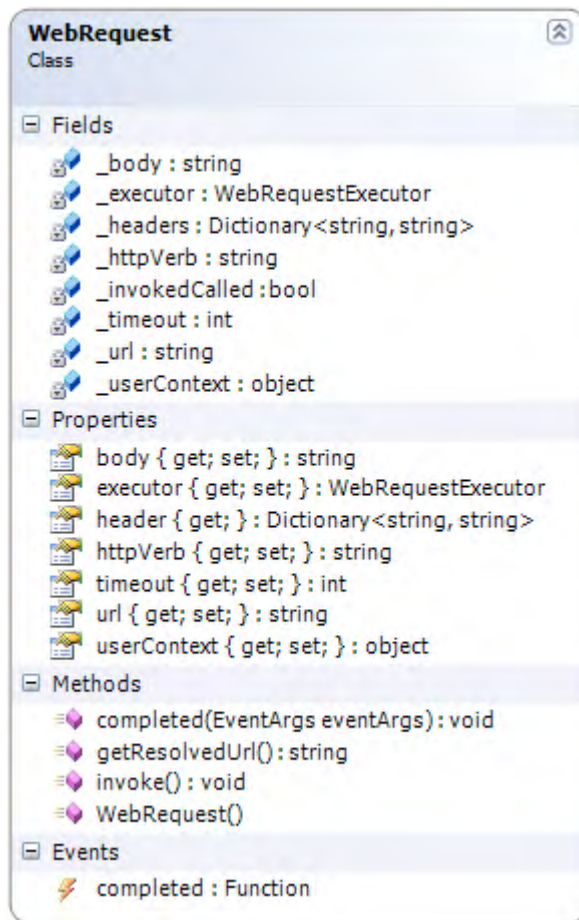 WebRequest
Class
Fields
_body : string
_executor : WebRequestExecutor
_headers : Dictionary<string, string>
_httpVerb : string
_invokedCalled :bool
_timeout : int
_url : string
_userContext : object
Properties
body { get; set; } : string
executor { get; set; } : WebRequestExecutor
header { get; } : Dictionary<string, string>
httpVerb { get; set; } : string
timeout { get; set; } : int
url { get; set; } : string
userContext { get; set; } : object
Methods
completed(EventArgs eventArgs) : void
getResolvedUrl() : string
invoke() : void
WebRequest()
Events
completed : Function